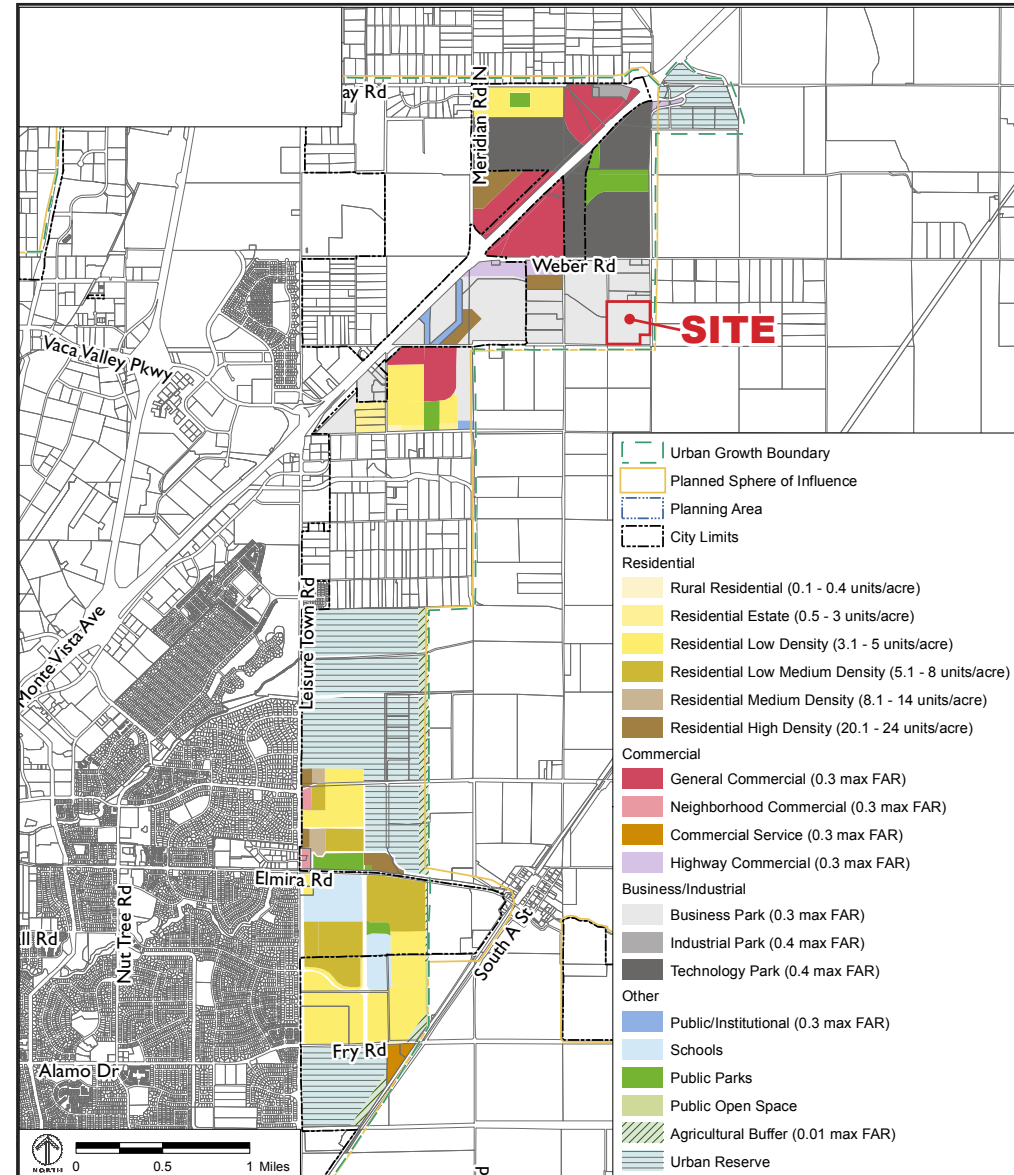 ay Rd
Meridian Rd N
Weber Rd
SITE
Vaca Valley Pkwy
Leisure Town Rd
Monte Vista Ave
Elmira Rd
Nut Tree Rd
ll Rd
South A St
Fry Rd
Alamo Dr
d
NORTH
0 0.5 1 Miles
Urban Growth Boundary
Planned Sphere of Influence
Planning Area
City Limits
Residential
Rural Residential (0.1 - 0.4 units/acre)
Residential Estate (0.5 - 3 units/acre)
Residential Low Density (3.1 - 5 units/acre)
Residential Low Medium Density (5.1 - 8 units/acre)
Residential Medium Density (8.1 - 14 units/acre)
Residential High Density (20.1 - 24 units/acre)
Commercial
General Commercial (0.3 max FAR)
Neighborhood Commercial (0.3 max FAR)
Commercial Service (0.3 max FAR)
Highway Commercial (0.3 max FAR)
Business/Industrial
Business Park (0.3 max FAR)
Industrial Park (0.4 max FAR)
Technology Park (0.4 max FAR)
Other
Public/Institutional (0.3 max FAR)
Schools
Public Parks
Public Open Space
Agricultural Buffer (0.01 max FAR)
Urban Reserve